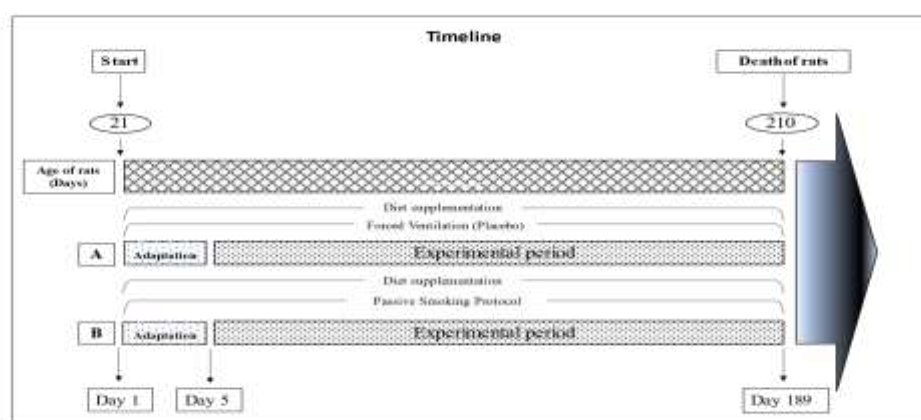 Timeline
Start
Death of rats
21
210
Age of rats
(Days)
Diet supplementation
Forced Ventilation (Placebo)
A
Adaptation
Experimental period
Diet supplementation
Passive Smoking Protocol
B
Adaptation
Experimental period
Day 1
Day 5
Day 189